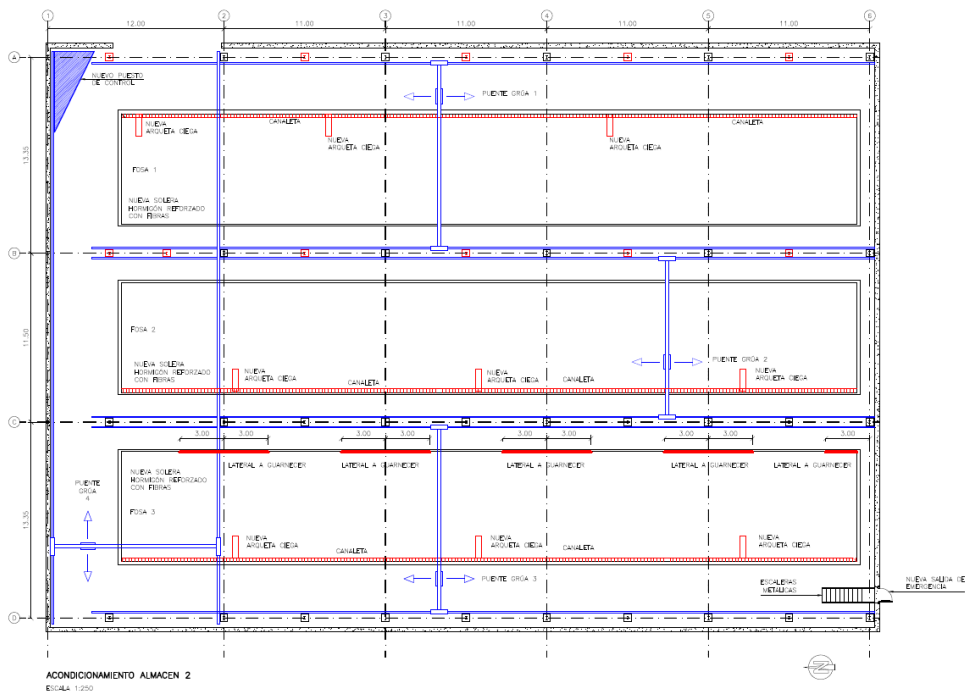 1
2
3
4
5
6
12.00
11.00
11.00
11.00
11.00
A
NUEVO PUESTO
DE CONTROL
PUENTE GRÚA 1
CANALETA
CANALETA
NUEVA
ARQUETA CIEGA
NUEVA
ARQUETA CIEGA
NUEVA
ARQUETA CIEGA
13.35
FOSA 1
NUEVA SOLERA
HORMIGÓN REFORZADO
CON FIBRAS
B
FOSA 2
11.50
PUENTE GRÚA 2
NUEVA SOLERA
HORMIGÓN REFORZADO
CON FIBRAS
NUEVA
ARQUETA CIEGA
NUEVA
ARQUETA CIEGA
NUEVA
ARQUETA CIEGA
CANALETA
CANALETA
C
3.00
3.00
3.00
3.00
3.00
3.00
3.00
3.00
3.00
LATERAL A GUARNECER
LATERAL A GUARNECER
LATERAL A GUARNECER
LATERAL A GUARNECER
LATERAL A GUARNECER
NUEVA SOLERA
HORMIGÓN REFORZADO
CON FIBRAS
PUENTE
GRÚA
4
FOSA 3
13.35
NUEVA
ARQUETA CIEGA
NUEVA
ARQUETA CIEGA
NUEVA
ARQUETA CIEGA
CANALETA
CANALETA
PUENTE GRÚA 3
ESCALERAS
METÁLICAS
NUEVA SALIDA DE
EMERGENCIA
D
N
ACONDICIONAMIENTO ALMACEN 2
ESCALA 1:250